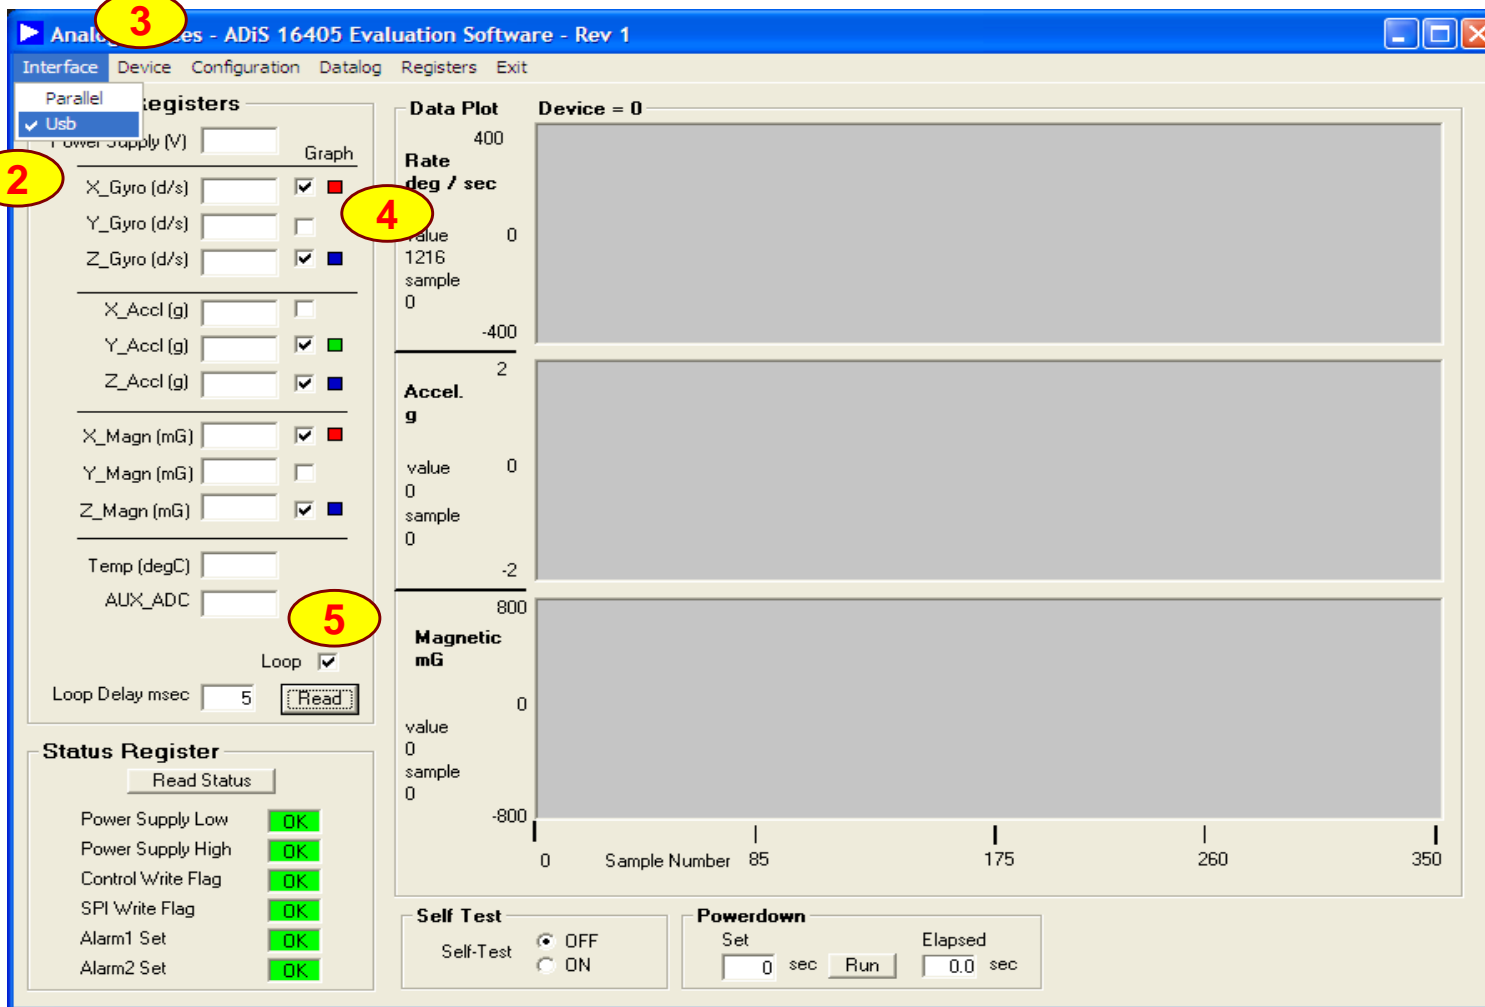 3
Analog es - ADiS 16405 Evaluation Software - Rev 1
Interface Device Configuration Datalog Registers Exit
Parallel
Usb
Registers
Power Supply (V)
Graph
2
X_Gyro (d/s)
Y_Gyro (d/s)
Z_Gyro (d/s)
4
X_Accl (g)
Y_Accl (g)
Z_Accl (g)
X_Magn (mG)
Y_Magn (mG)
Z_Magn (mG)
Temp (degC)
AUX_ADC
5
Loop
Loop Delay msec 5 Read
Status Register
Read Status
Power Supply Low OK
Power Supply High OK
Control Write Flag OK
SPI Write Flag OK
Alarm1 Set OK
Alarm2 Set OK
Data Plot Device = 0
400
Rate
deg / sec
value 0
1216
sample
0
-400
2
Accel.
g
value 0
0
sample
0
-2
800
Magnetic
mG
0
value
0
sample
0
-800
0 Sample Number 85 175 260 350
Self Test
Self-Test
OFF
ON
Powerdown
Set Elapsed
0 sec Run 0.0 sec